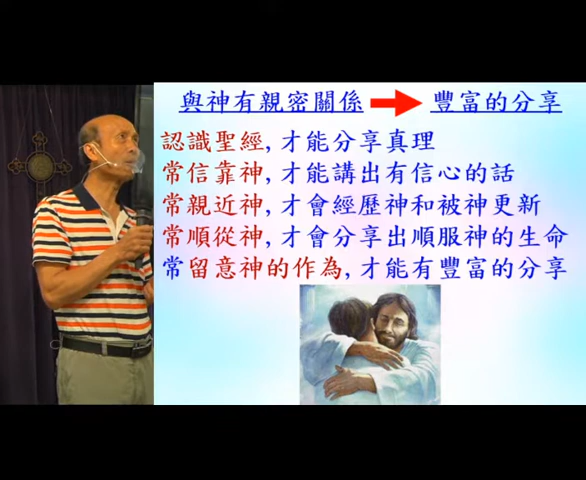 與神有親密關係 ➡ 豐富的分享
認識聖經, 才能分享真理
常信靠神, 才能講出有信心的話
常親近神, 才會經歷神和被神更新
常順從神, 才會分享出順服神的生命
常留意神的作為, 才能有豐富的分享